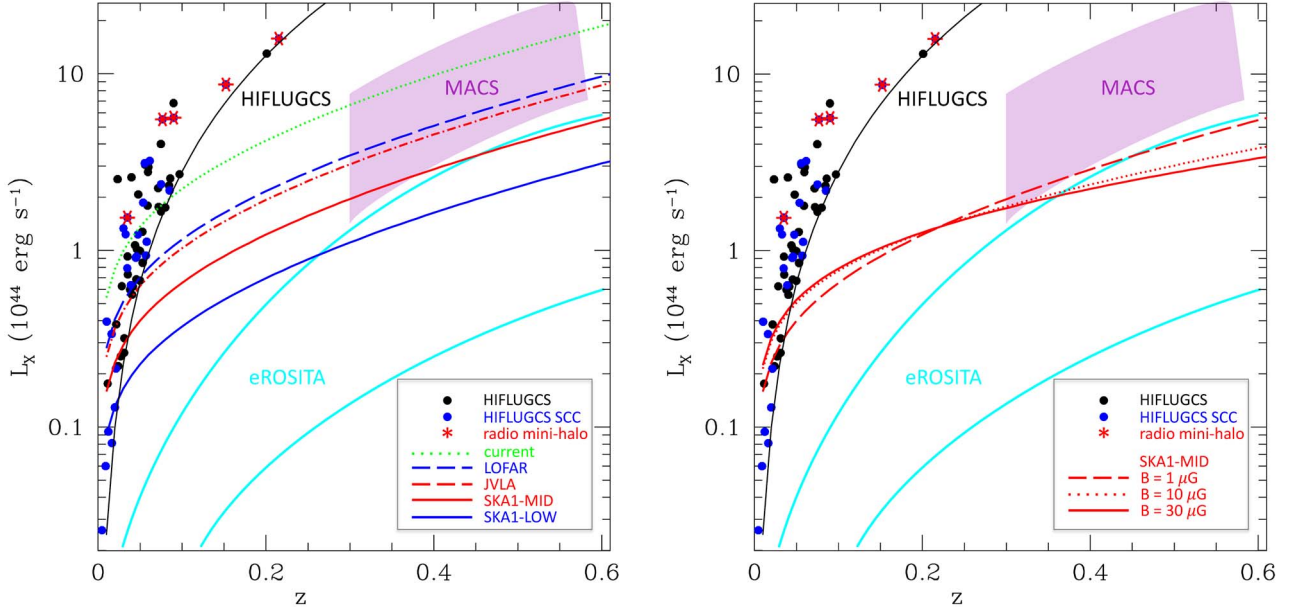 10
1
0.1
L_X (10^44 erg s^−1)
0
0.2
0.4
0.6
z
HIFLUGCS
MACS
eROSITA
HIFLUGCS
HIFLUGCS SCC
radio mini-halo
current
LOFAR
JVLA
SKA1-MID
SKA1-LOW
10
1
0.1
L_X (10^44 erg s^−1)
0
0.2
0.4
0.6
z
HIFLUGCS
MACS
eROSITA
HIFLUGCS
HIFLUGCS SCC
radio mini-halo
SKA1-MID
B = 1 μG
B = 10 μG
B = 30 μG